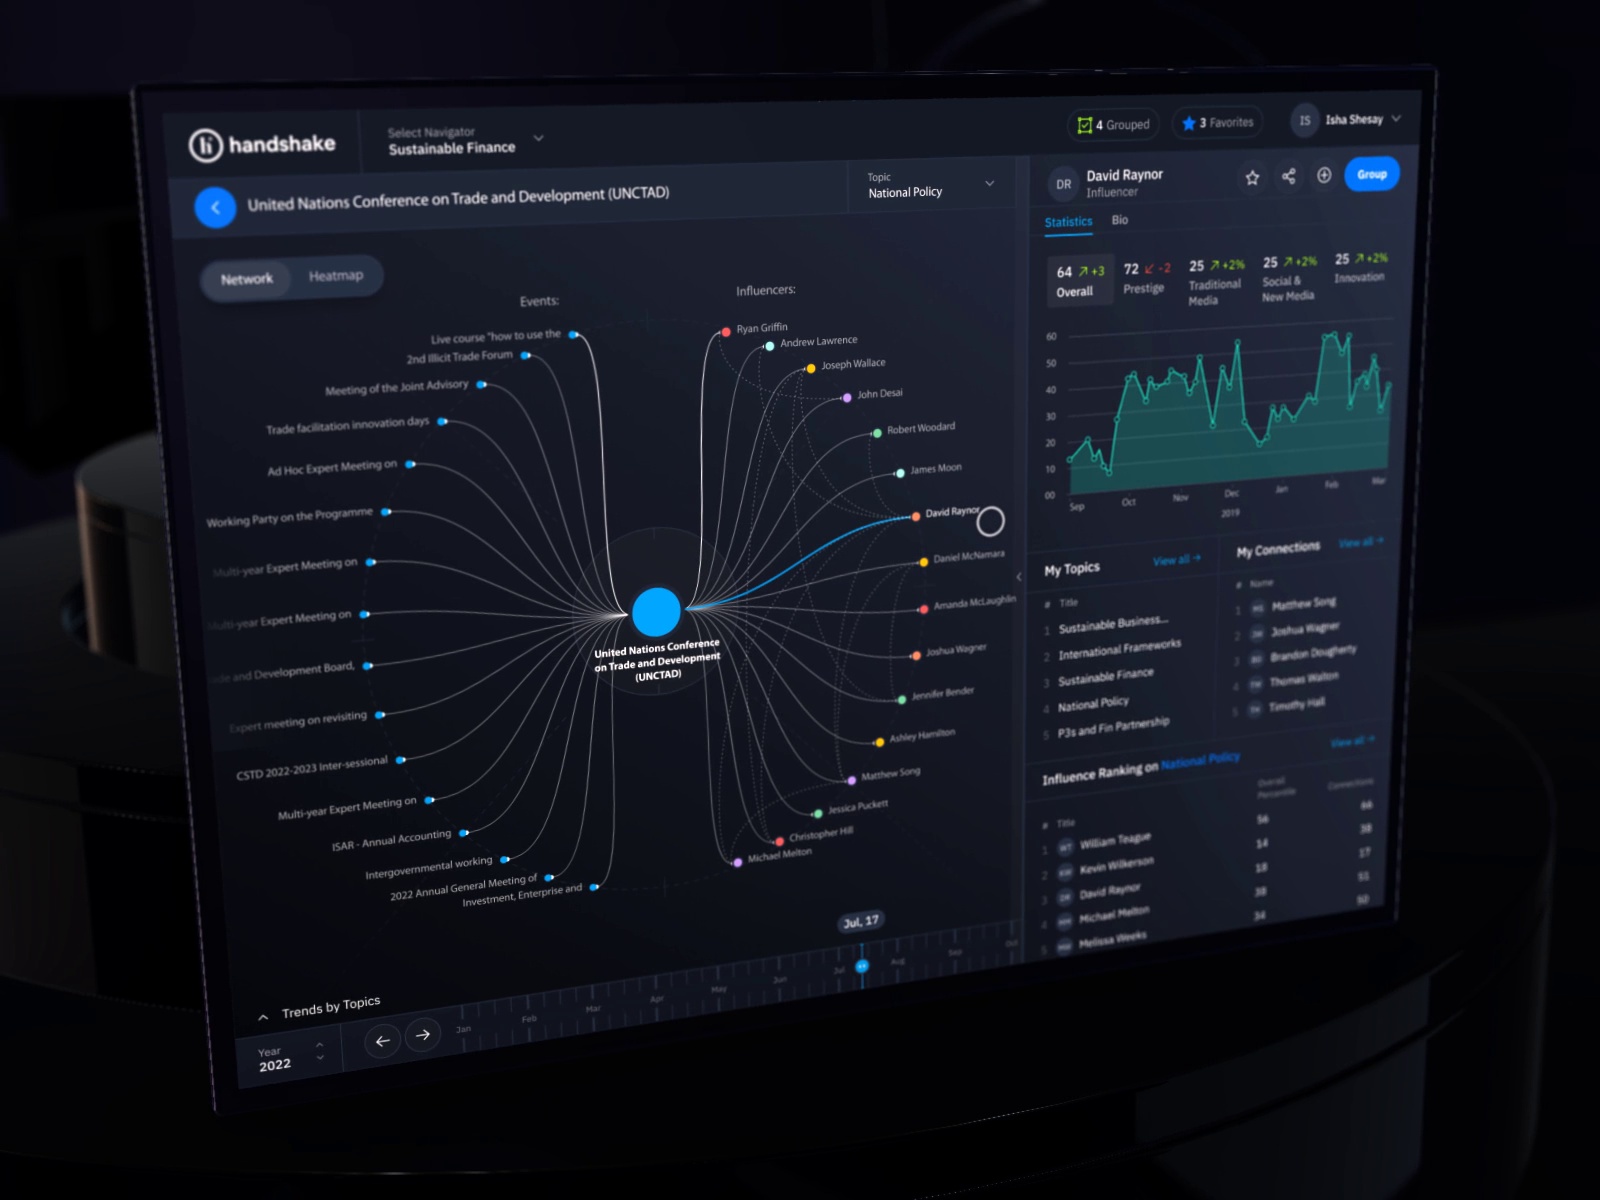 handshake
Select Navigator
Sustainable Finance
4 Grouped
3 Favorites
IS
Isha Shesay
United Nations Conference on Trade and Development (UNCTAD)
Topic
National Policy
Network
Heatmap
Events:
Live course "how to use the
2nd Illicit Trade Forum
Meeting of the Joint Advisory
Trade facilitation innovation days
Ad Hoc Expert Meeting on
Working Party on the Programme
Multi-year Expert Meeting on
Multi-year Expert Meeting on
and Development Board,
Expert meeting on revisiting
CSTD 2022-2023 Inter-sessional
Multi-year Expert Meeting on
ISAR - Annual Accounting
Intergovernmental working
2022 Annual General Meeting of
Investment, Enterprise and
United Nations Conference
on Trade and Development
(UNCTAD)
Influencers:
Ryan Griffin
Andrew Lawrence
Joseph Wallace
John Desai
Robert Woodard
James Moon
David Raynor
Daniel McNamara
Amanda McLaughlin
Joshua Wagner
Jennifer Bender
Ashley Hamilton
Matthew Song
Jessica Puckett
Christopher Hill
Michael Melton
DR
David Raynor
Influencer
Group
Statistics
Bio
64 +3
Overall
72 -2
Prestige
25 +2%
Traditional
Media
25 +2%
Social &
New Media
25 +2%
Innovation
60
50
40
30
20
10
00
Sep Oct Nov Dec Jan Feb Mar
2019
My Topics
View all →
# Title
1 Sustainable Business...
2 International Frameworks
3 Sustainable Finance
4 National Policy
5 P3s and Fin Partnership
My Connections
View all →
# Name
1 Matthew Song
2 Joshua Wagner
3 Brandon Dougherty
4 Thomas Walton
5 Timothy Hall
View all →
Influence Ranking on National Policy
Overall
Percentile
Connections
# Title
1 WT William Teague 56 66
2 KW Kevin Wilkerson 14 38
3 DR David Raynor 18 17
4 MM Michael Melton 38 51
5 Melissa Weeks 34 50
Jul, 17
Trends by Topics
Year
2022
Jan Feb Mar Apr May Jun Jul Aug Sep Oct